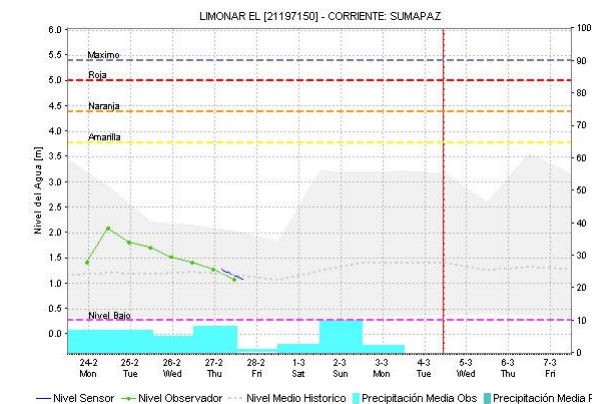 LIMONAR EL [21197150] - CORRIENTE: SUMAPAZ
Nivel del Agua [m]
6.0
5.5
5.0
4.5
4.0
3.5
3.0
2.5
2.0
1.5
1.0
0.5
0.0
Maximo
Roja
Naranja
Amarilla
Nivel Bajo
100
90
80
70
60
50
40
30
20
10
0
24-2 25-2 26-2 27-2 28-2 1-3 2-3 3-3 4-3 5-3 6-3 7-3
Mon Tue Wed Thu Fri Sat Sun Mon Tue Wed Thu Fri
Nivel Sensor Nivel Observador Nivel Medio Historico Precipitación Media Obs Precipitación Media P